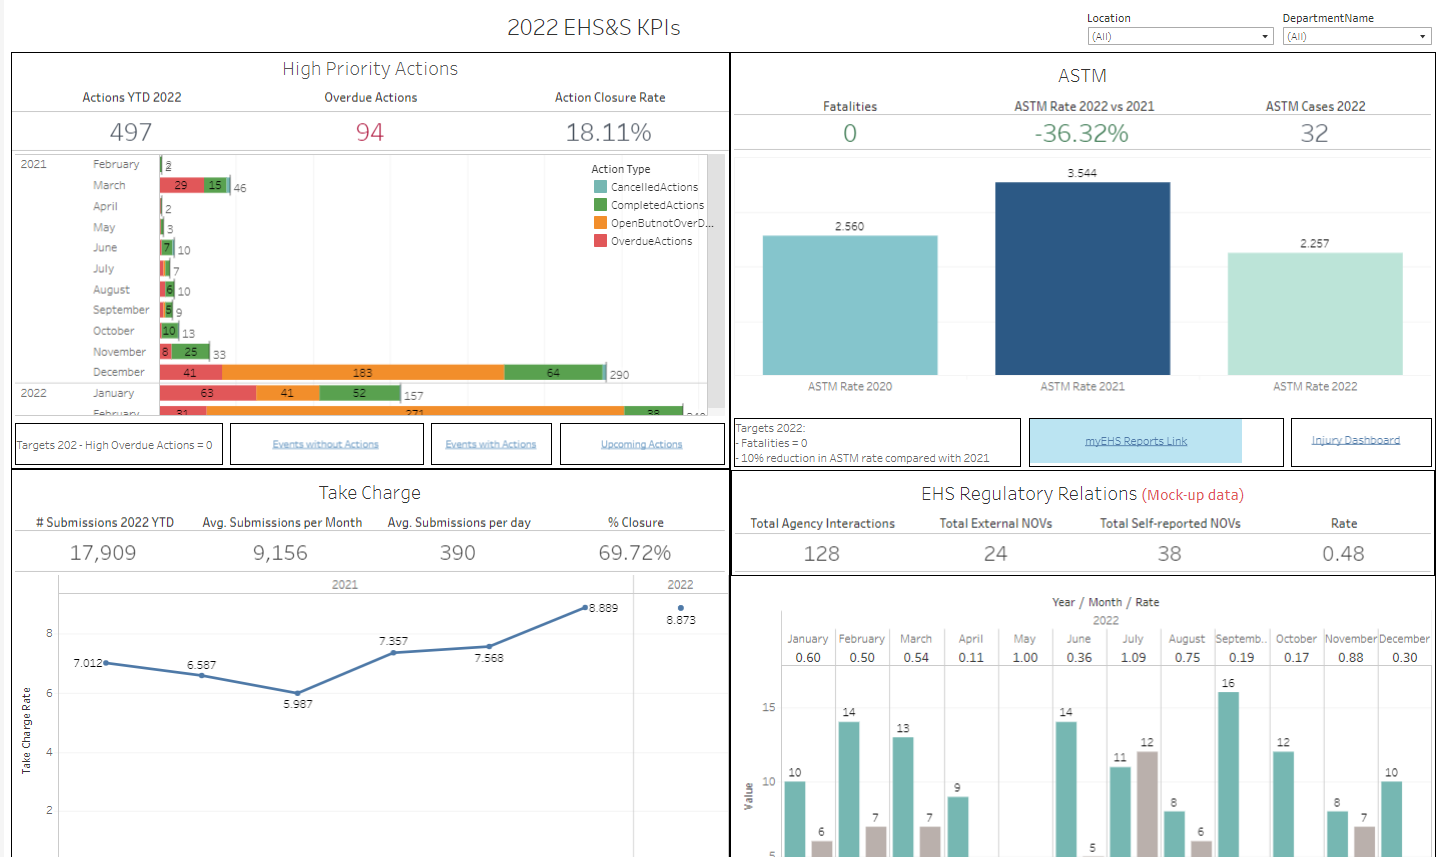 2022 EHS&S KPIs
Location
(All)
DepartmentName
(All)
High Priority Actions
Actions YTD 2022
Overdue Actions
Action Closure Rate
497
94
18.11%
2021
February
2
March
29
15
46
April
2
May
3
June
7
10
July
7
August
6
10
September
5
9
October
10
13
November
8
25
33
December
41
183
64
290
2022
January
63
41
52
157
February
31
271
38
Action Type
CancelledActions
CompletedActions
OpenButnotOverD...
OverdueActions
Targets 202 - High Overdue Actions = 0
Events without Actions
Events with Actions
Upcoming Actions
ASTM
Fatalities
ASTM Rate 2022 vs 2021
ASTM Cases 2022
0
-36.32%
32
2.560
3.544
2.257
ASTM Rate 2020
ASTM Rate 2021
ASTM Rate 2022
Targets 2022:
- Fatalities = 0
- 10% reduction in ASTM rate compared with 2021
myEHS Reports Link
Injury Dashboard
Take Charge
# Submissions 2022 YTD
Avg. Submissions per Month
Avg. Submissions per day
% Closure
17,909
9,156
390
69.72%
2021
2022
Take Charge Rate
8
6
4
2
7.012
6.587
5.987
7.357
7.568
8.889
8.873
EHS Regulatory Relations (Mock-up data)
Total Agency Interactions
Total External NOVs
Total Self-reported NOVs
Rate
128
24
38
0.48
Year / Month / Rate
2022
January
February
March
April
May
June
July
August
Septemb..
October
November
December
0.60
0.50
0.54
0.11
1.00
0.36
1.09
0.75
0.19
0.17
0.88
0.30
Value
15
10
5
10
6
14
7
13
7
9
14
5
11
12
8
6
16
12
8
7
10